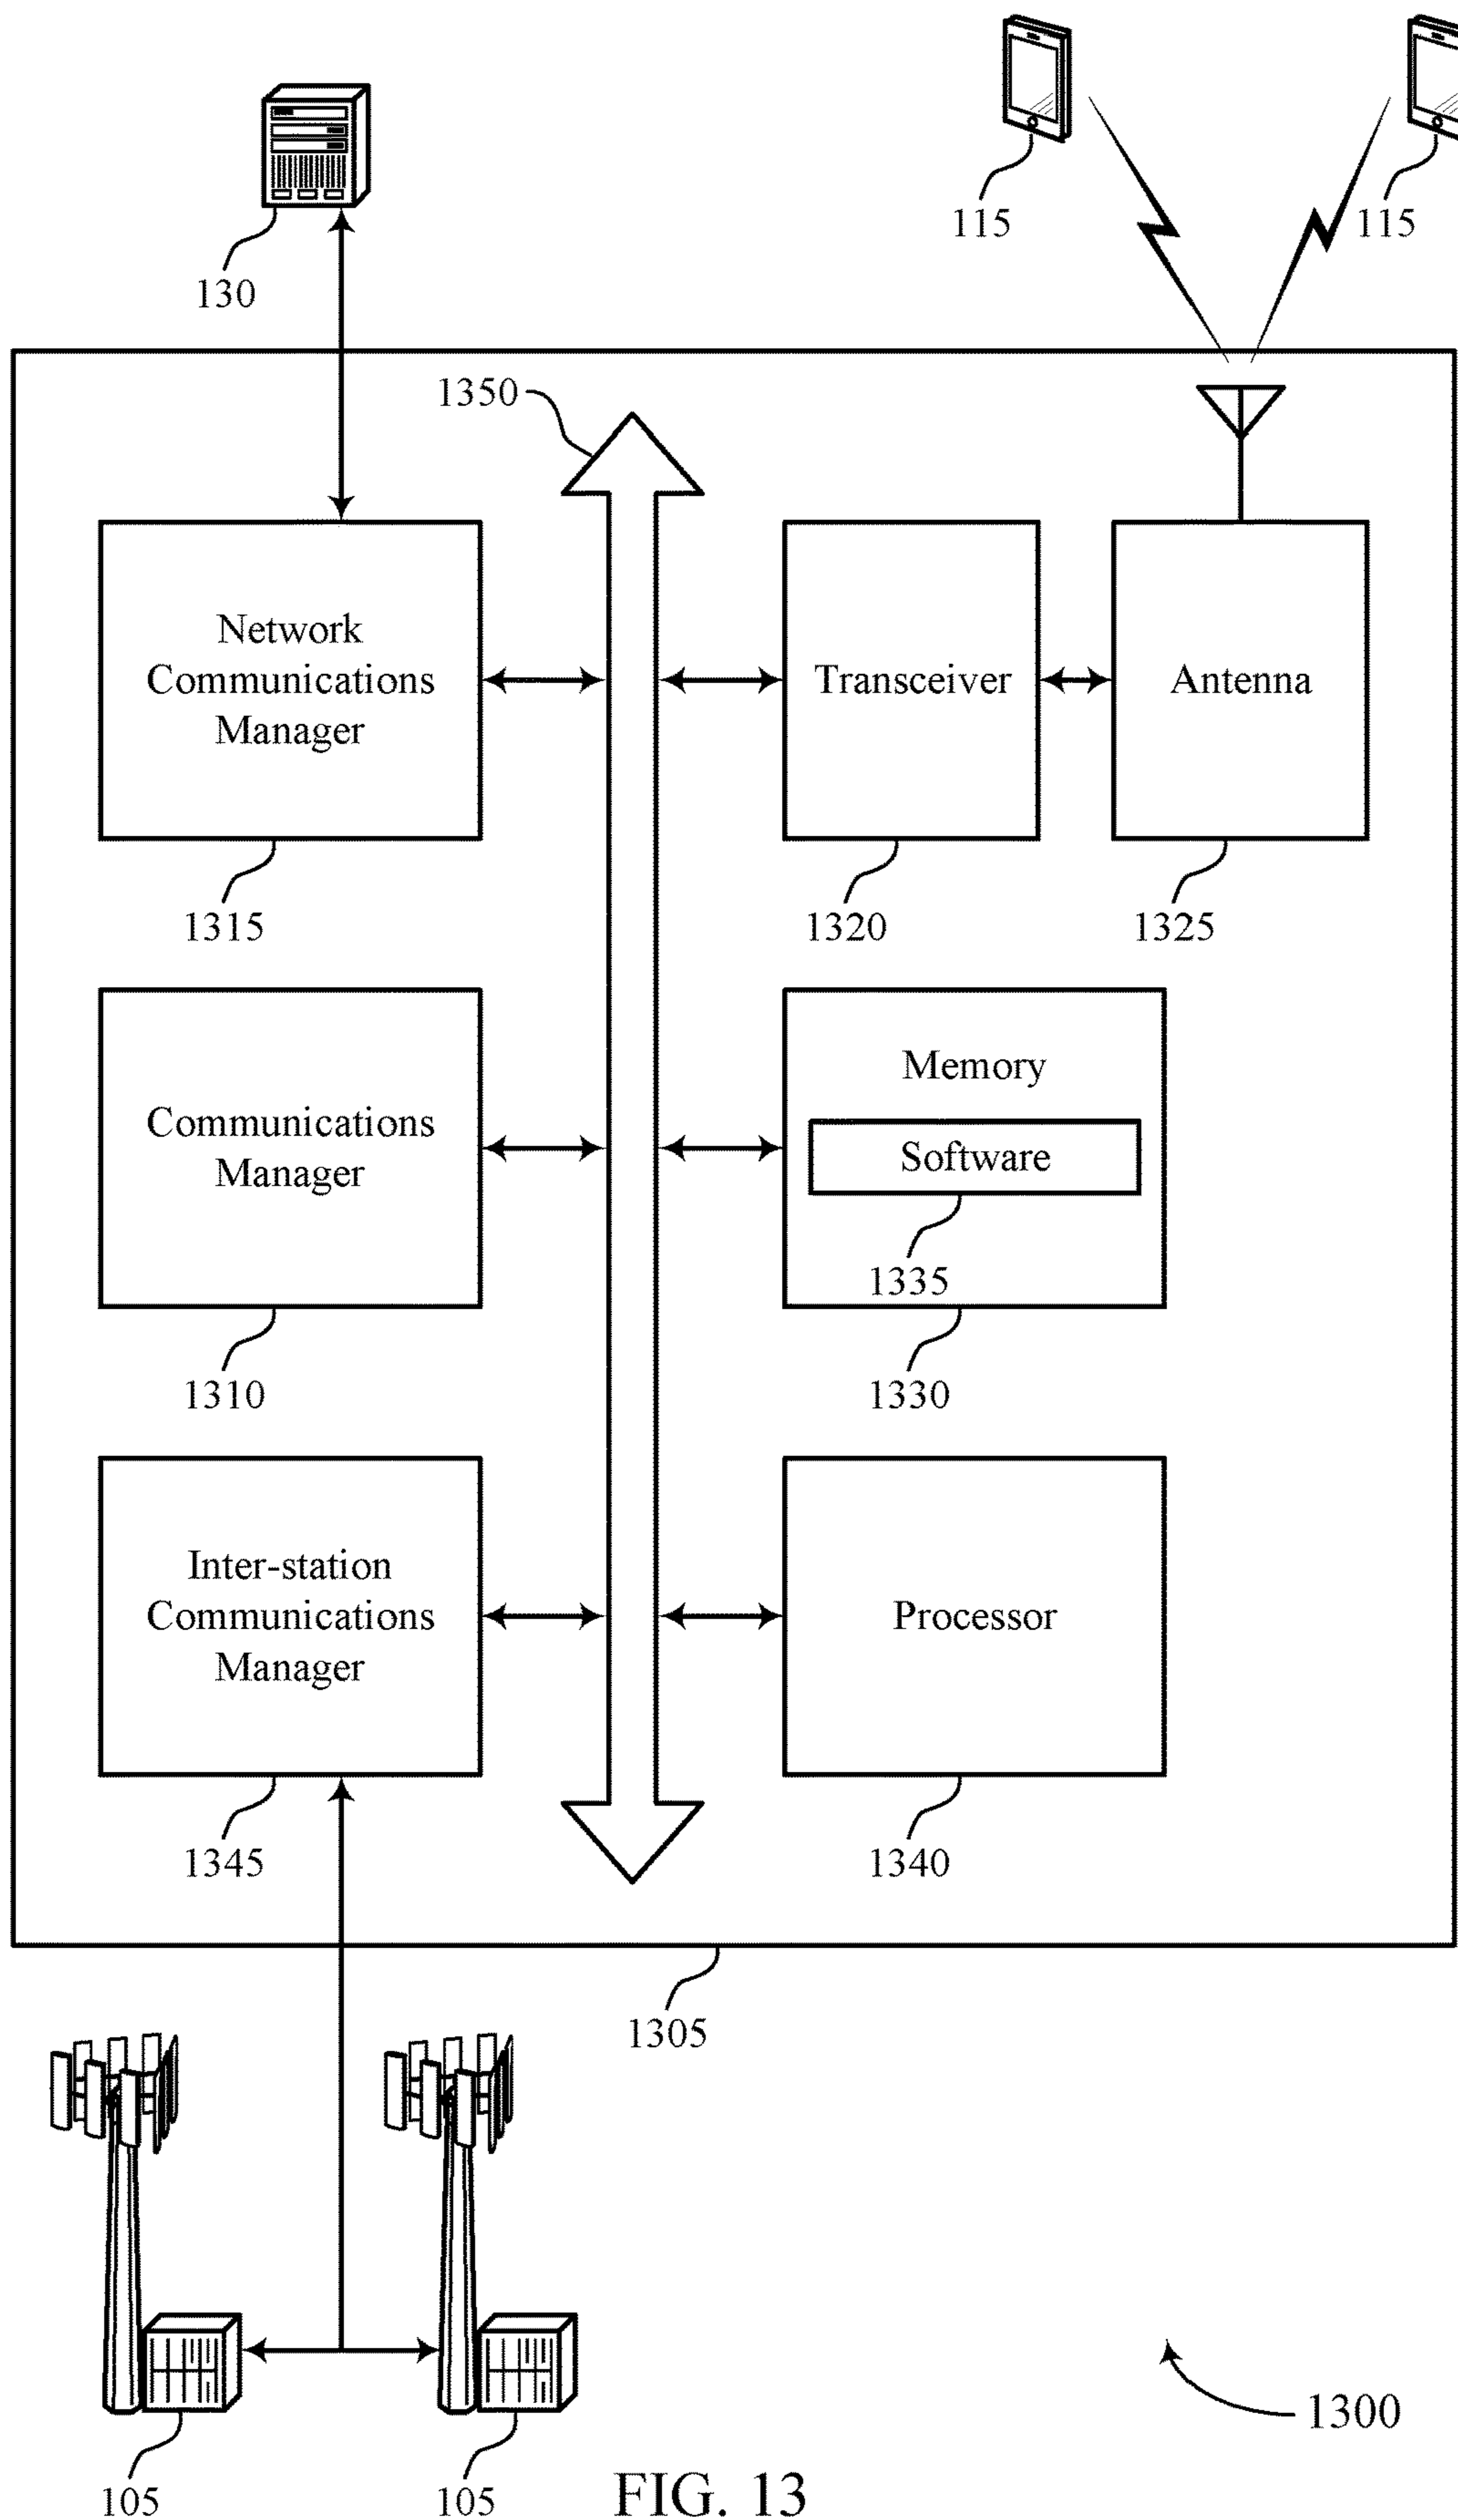 115
115
130
1350
Network
Communications
Manager
Transceiver
Antenna
1315
1320
1325
Communications
Manager
Memory
Software
1335
1310
1330
Inter-station
Communications
Manager
Processor
1345
1340
1305
1300
105
105
FIG. 13